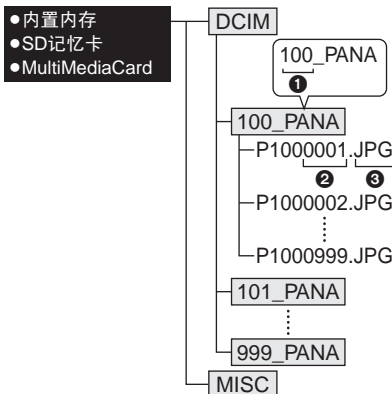 ●内置内存
●SD记忆卡
●MultiMediaCard
DCIM
100_PANA
❶
100_PANA
P1000001.JPG
❷ ❸
P1000002.JPG
P1000999.JPG
101_PANA
999_PANA
MISC